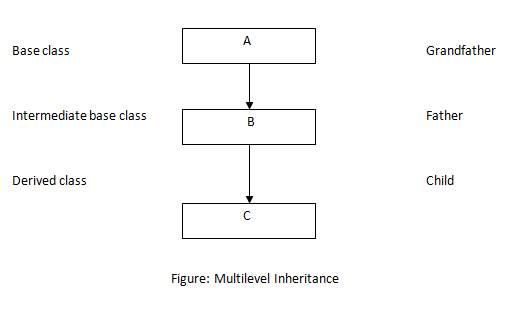 A
Base class
Grandfather
Intermediate base class
B
Father
Derived class
Child
C
Figure: Multilevel Inheritance